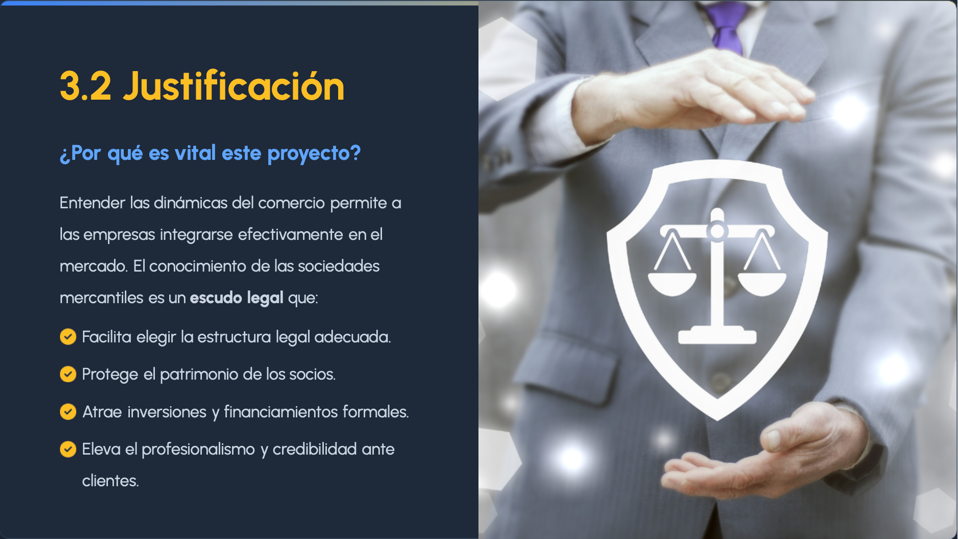 3.2 Justificación
¿Por qué es vital este proyecto?
Entender las dinámicas del comercio permite a
las empresas integrarse efectivamente en el
mercado. El conocimiento de las sociedades
mercantiles es un escudo legal que:
Facilita elegir la estructura legal adecuada.
Protege el patrimonio de los socios.
Atrae inversiones y financiamientos formales.
Eleva el profesionalismo y credibilidad ante
clientes.